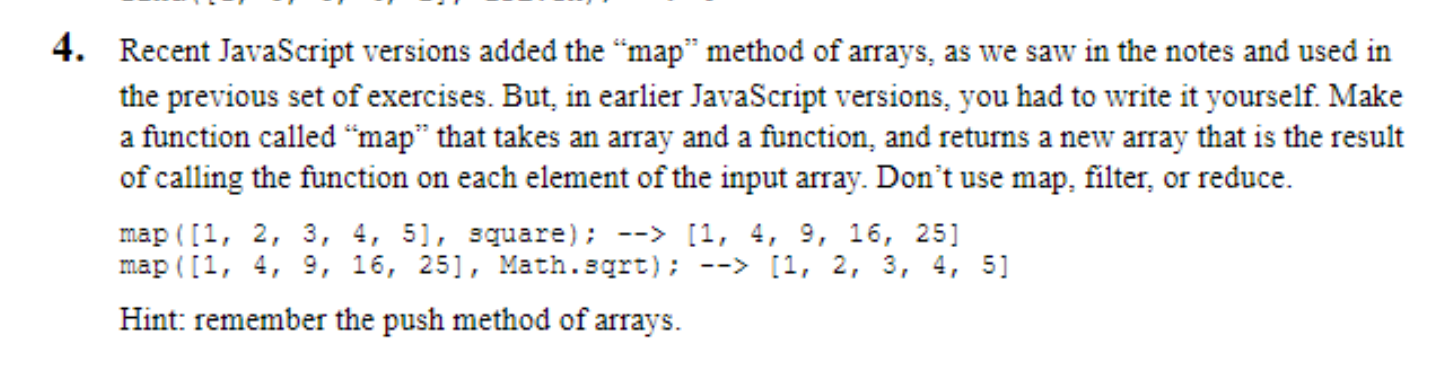 4. Recent JavaScript versions added the “map” method of arrays, as we saw in the notes and used in
the previous set of exercises. But, in earlier JavaScript versions, you had to write it yourself. Make
a function called “map” that takes an array and a function, and returns a new array that is the result
of calling the function on each element of the input array. Don’t use map, filter, or reduce.
map([1, 2, 3, 4, 5], square); --> [1, 4, 9, 16, 25]
map([1, 4, 9, 16, 25], Math.sqrt); --> [1, 2, 3, 4, 5]
Hint: remember the push method of arrays.